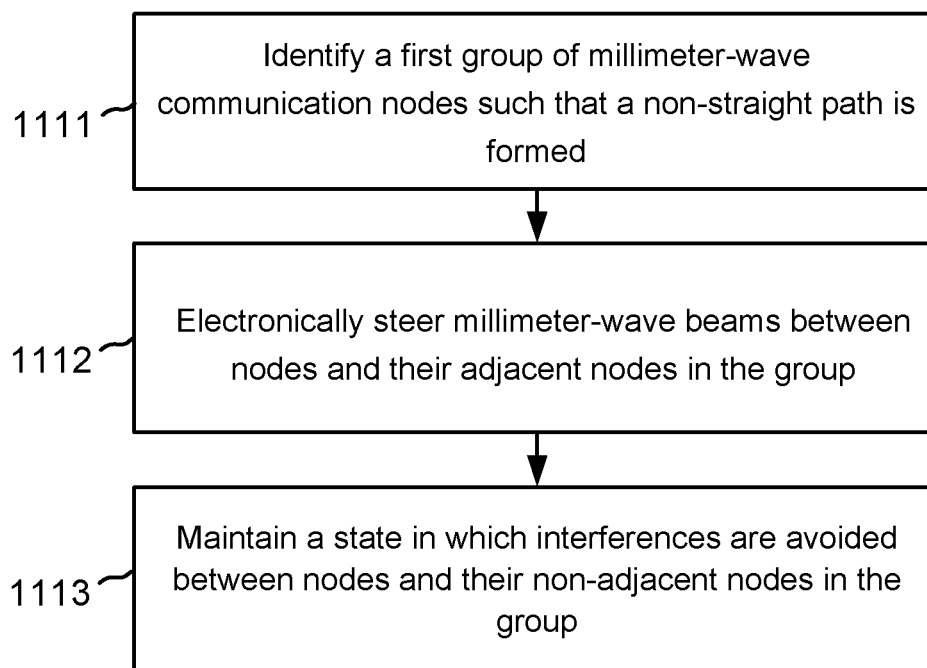 Identify a first group of millimeter-wave
communication nodes such that a non-straight path is
formed
1111
Electronically steer millimeter-wave beams between
nodes and their adjacent nodes in the group
1112
Maintain a state in which interferences are avoided
between nodes and their non-adjacent nodes in the
group
1113